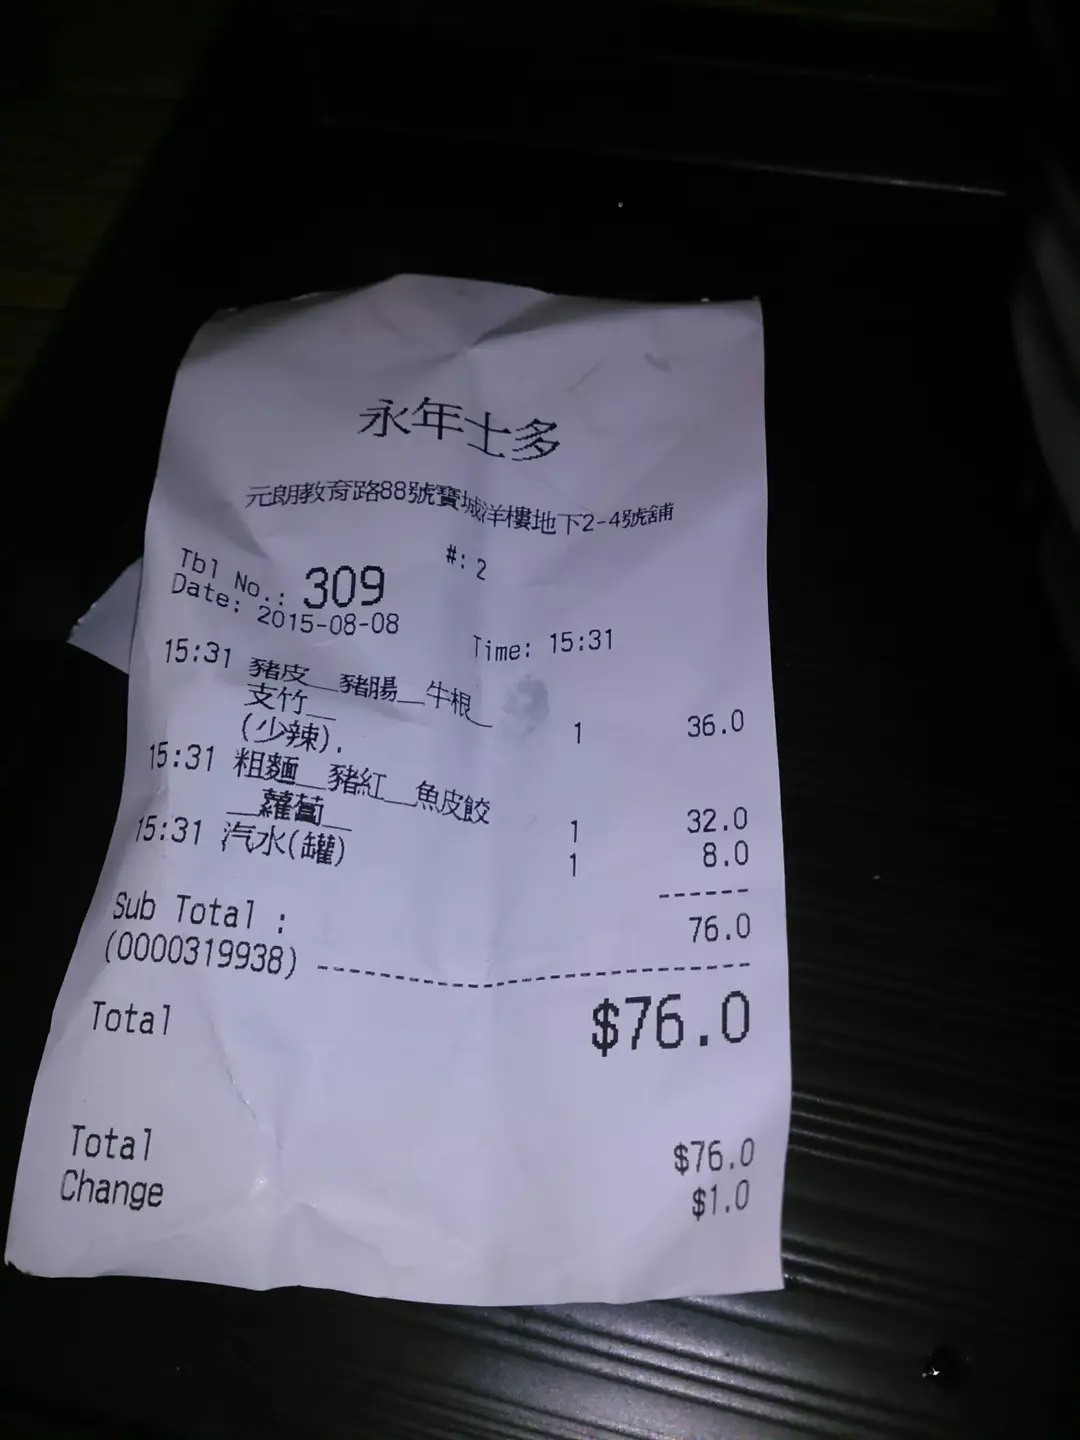 永年士多
元朗教育路88號寶城洋樓地下2-4號舖
#: 2
Tbl No.: 309
Date: 2015-08-08 Time: 15:31
15:31 豬皮__豬腸__牛根__
支竹__
(少辣). 1 36.0
15:31 粗麵__豬紅__魚皮餃
__蘿蔔__ 1 32.0
15:31 汽水(罐) 1 8.0
------
Sub Total : 76.0
(0000319938) ------------------------------
Total $76.0
Total $76.0
Change $1.0